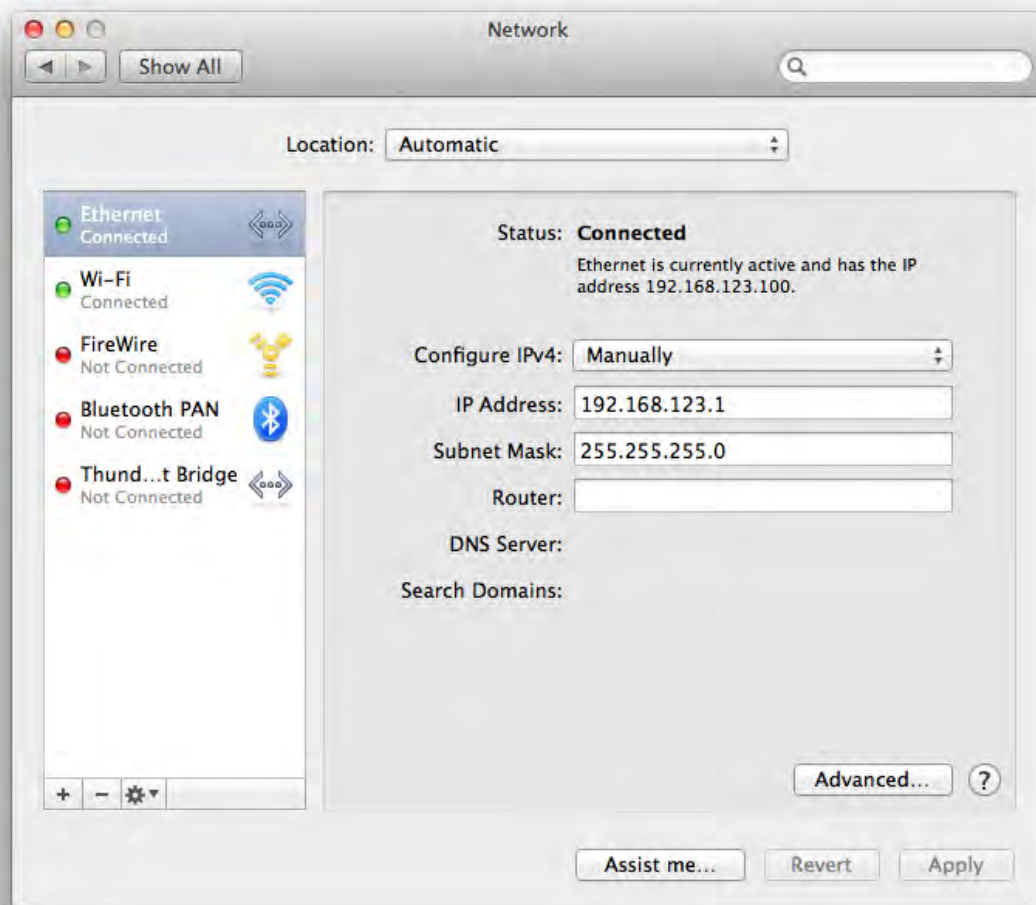 Network
Show All
Location: Automatic
Ethernet
Connected
Wi-Fi
Connected
FireWire
Not Connected
Bluetooth PAN
Not Connected
Thund...t Bridge
Not Connected
Status: Connected
Ethernet is currently active and has the IP
address 192.168.123.100.
Configure IPv4: Manually
IP Address: 192.168.123.1
Subnet Mask: 255.255.255.0
Router:
DNS Server:
Search Domains:
Advanced... ?
Assist me... Revert Apply